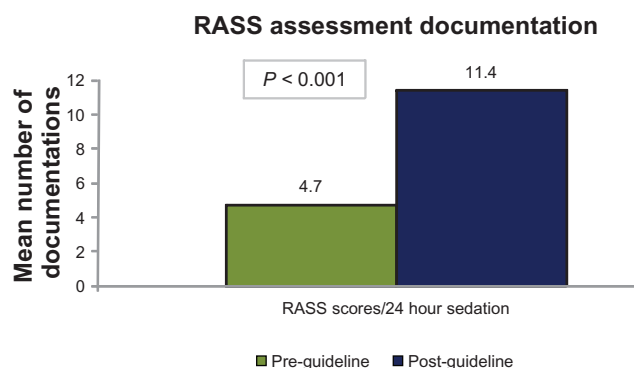 RASS assessment documentation
Mean number of
documentations
12
10
8
6
4
2
0
P < 0.001
4.7
11.4
RASS scores/24 hour sedation
Pre-guideline
Post-guideline